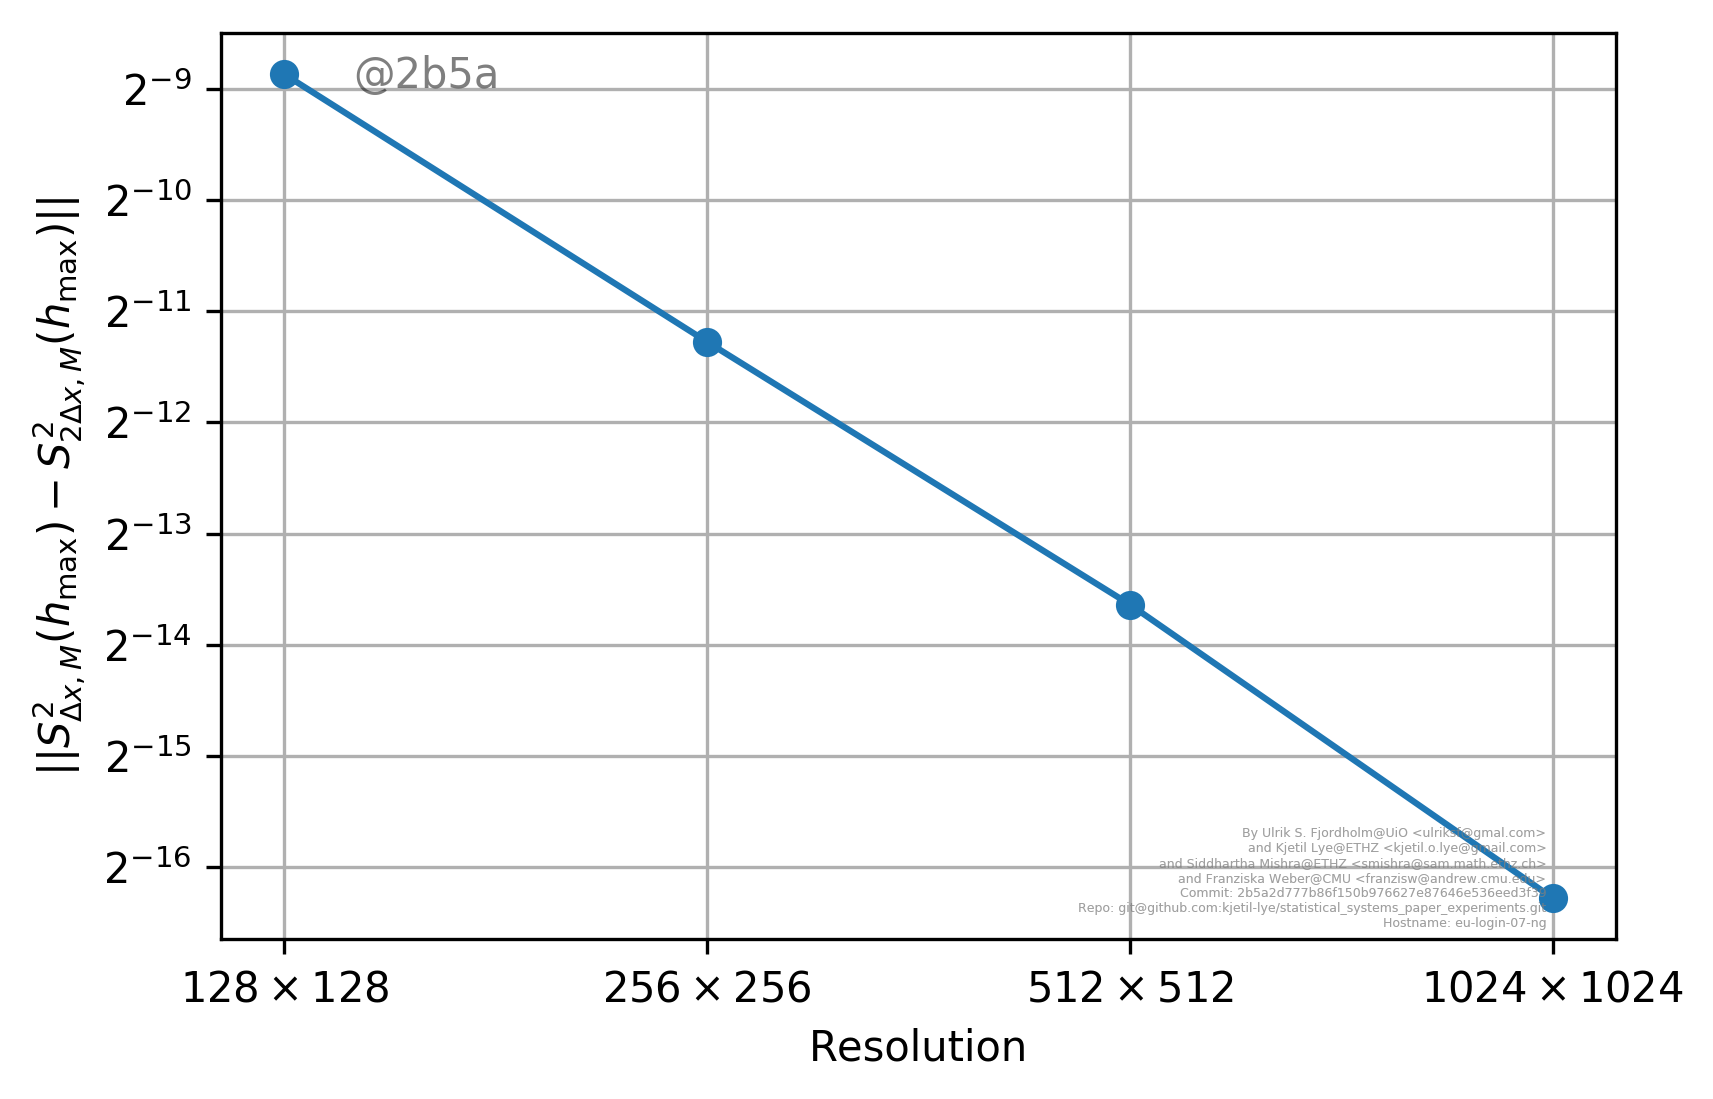 @2b5a
2⁻⁹
2⁻¹⁰
2⁻¹¹
2⁻¹²
2⁻¹³
2⁻¹⁴
2⁻¹⁵
2⁻¹⁶
||S²_{Δx, M}(h_{max}) − S²_{2Δx, M}(h_{max})||
By Ulrik S. Fjordholm@UiO <ulriksf@gmal.com>
and Kjetil Lye@ETHZ <kjetil.o.lye@gmail.com>
and Siddhartha Mishra@ETHZ <smishra@sam.math.ethz.ch>
and Franziska Weber@CMU <franzisw@andrew.cmu.edu>
Commit:
Repo: git@github.com:kjetil-lye/statistical_systems_paper_experiments.git
Hostname: eu-login-07-ng
128 × 128 256 × 256 512 × 512 1024 × 1024
Resolution